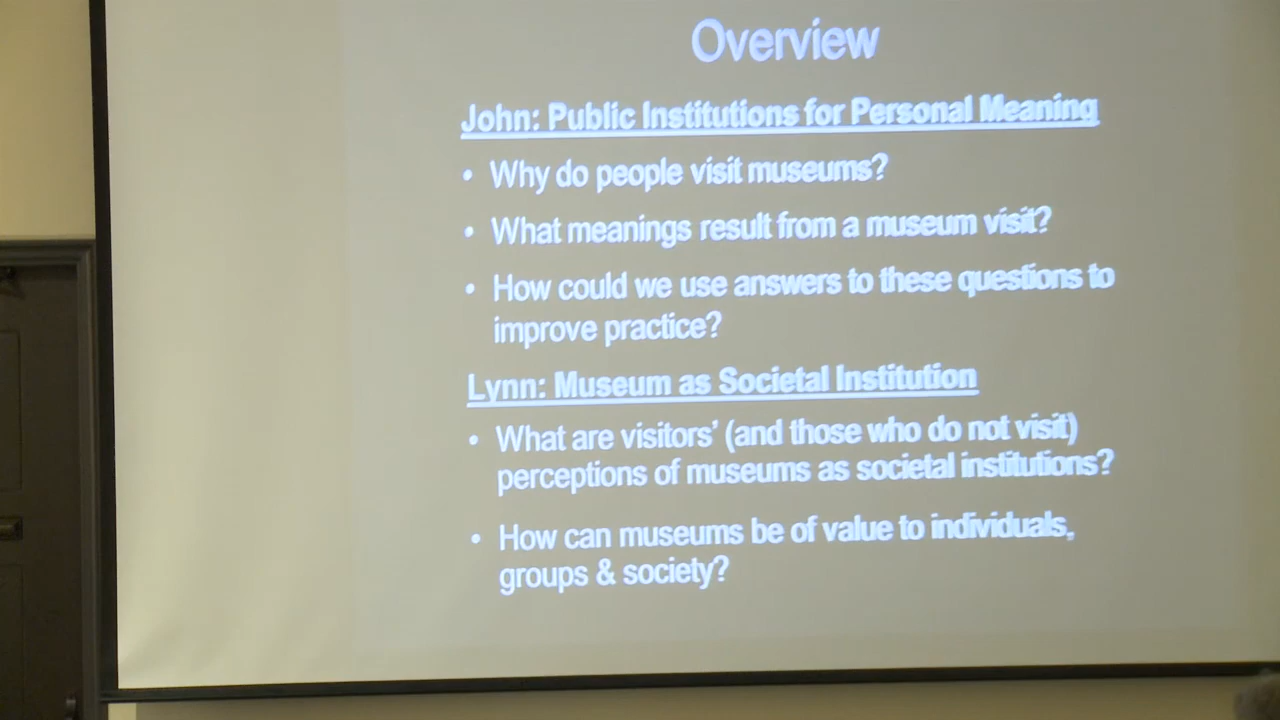 Overview
John: Public Institutions for Personal Meaning
• Why do people visit museums?
• What meanings result from a museum visit?
• How could we use answers to these questions to
improve practice?
Lynn: Museum as Societal Institution
• What are visitors' (and those who do not visit)
perceptions of museums as societal institutions?
• How can museums be of value to individuals,
groups & society?